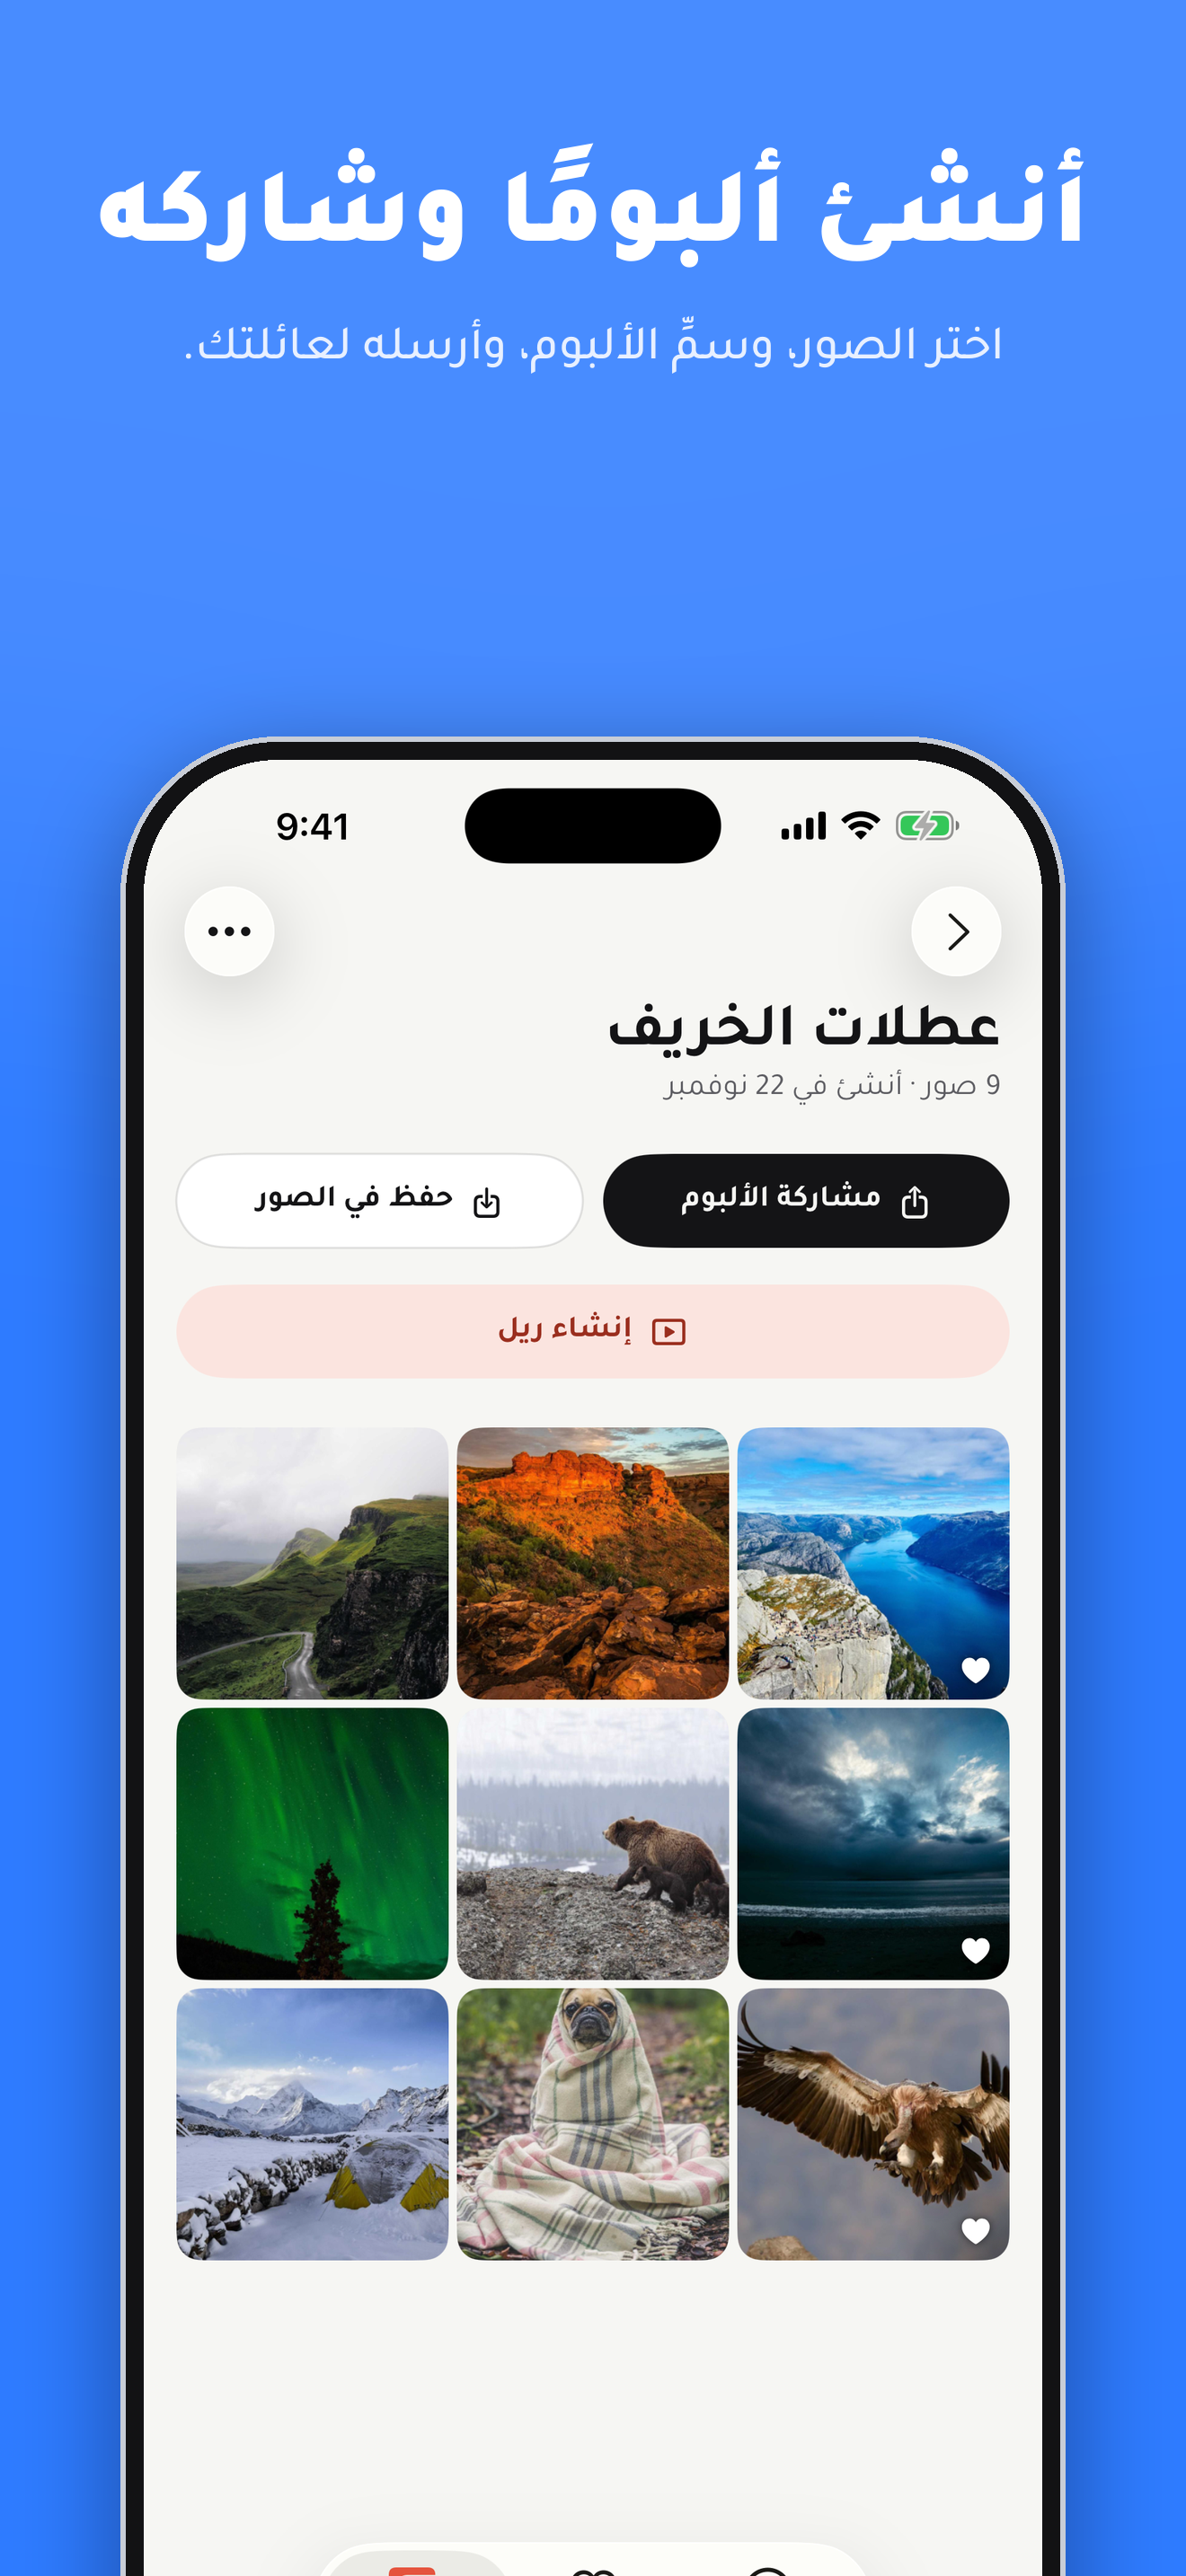 أنشئ ألبومًا وشاركه
اختر الصور، وسمِّ الألبوم، وأرسله لعائلتك.
9:41
عطلات الخريف
9 صور · أنشئ في 22 نوفمبر
مشاركة الألبوم
حفظ في الصور
إنشاء ريل